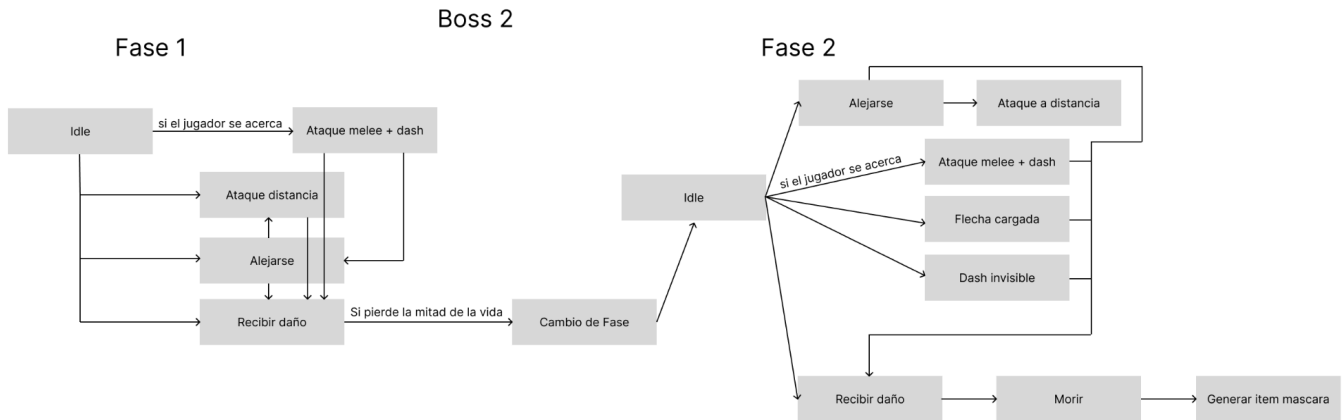 Boss 2
Fase 1
Idle
si el jugador se acerca
Ataque melee + dash
Ataque distancia
Alejarse
Recibir daño
Si pierde la mitad de la vida
Cambio de Fase
Fase 2
Idle
Alejarse
Ataque a distancia
si el jugador se acerca
Ataque melee + dash
Flecha cargada
Dash invisible
Recibir daño
Morir
Generar item mascara